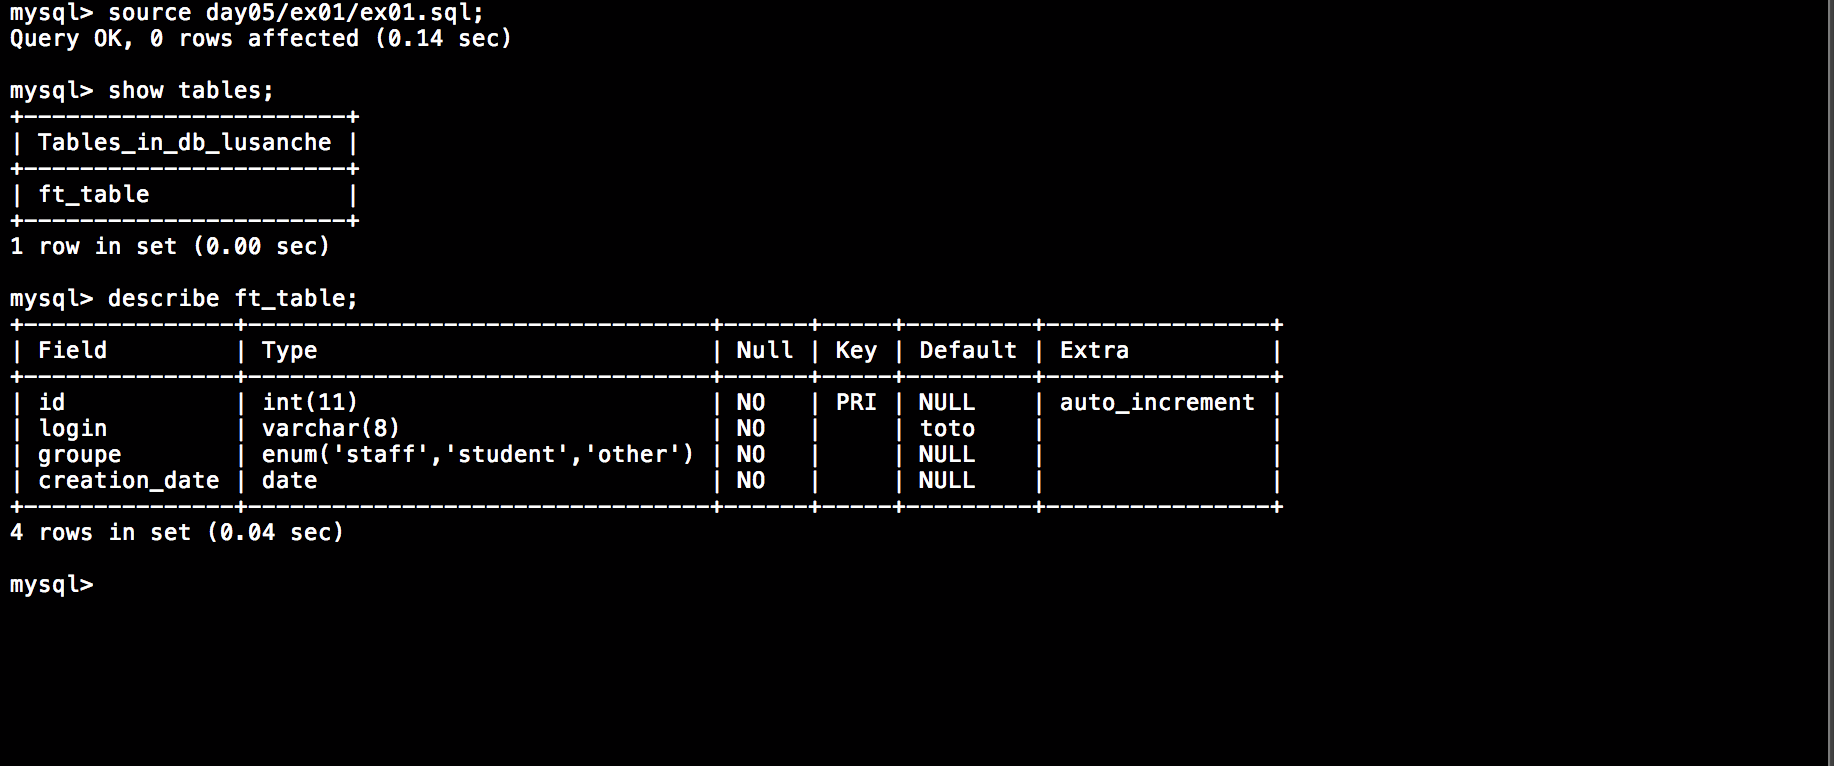 mysql> source day05/ex01/ex01.sql;
Query OK, 0 rows affected (0.14 sec)
mysql> show tables;
+-----------------------+
| Tables_in_db_lusanche |
+-----------------------+
| ft_table              |
+-----------------------+
1 row in set (0.00 sec)
mysql> describe ft_table;
+---------------+---------------------------------+------+-----+---------+----------------+
| Field         | Type                            | Null | Key | Default | Extra          |
+---------------+---------------------------------+------+-----+---------+----------------+
| id            | int(11)                         | NO   | PRI | NULL    | auto_increment |
| login         | varchar(8)                      | NO   |     | toto    |                |
| groupe        | enum('staff','student','other') | NO   |     | NULL    |                |
| creation_date | date                            | NO   |     | NULL    |                |
+---------------+---------------------------------+------+-----+---------+----------------+
4 rows in set (0.04 sec)
mysql>